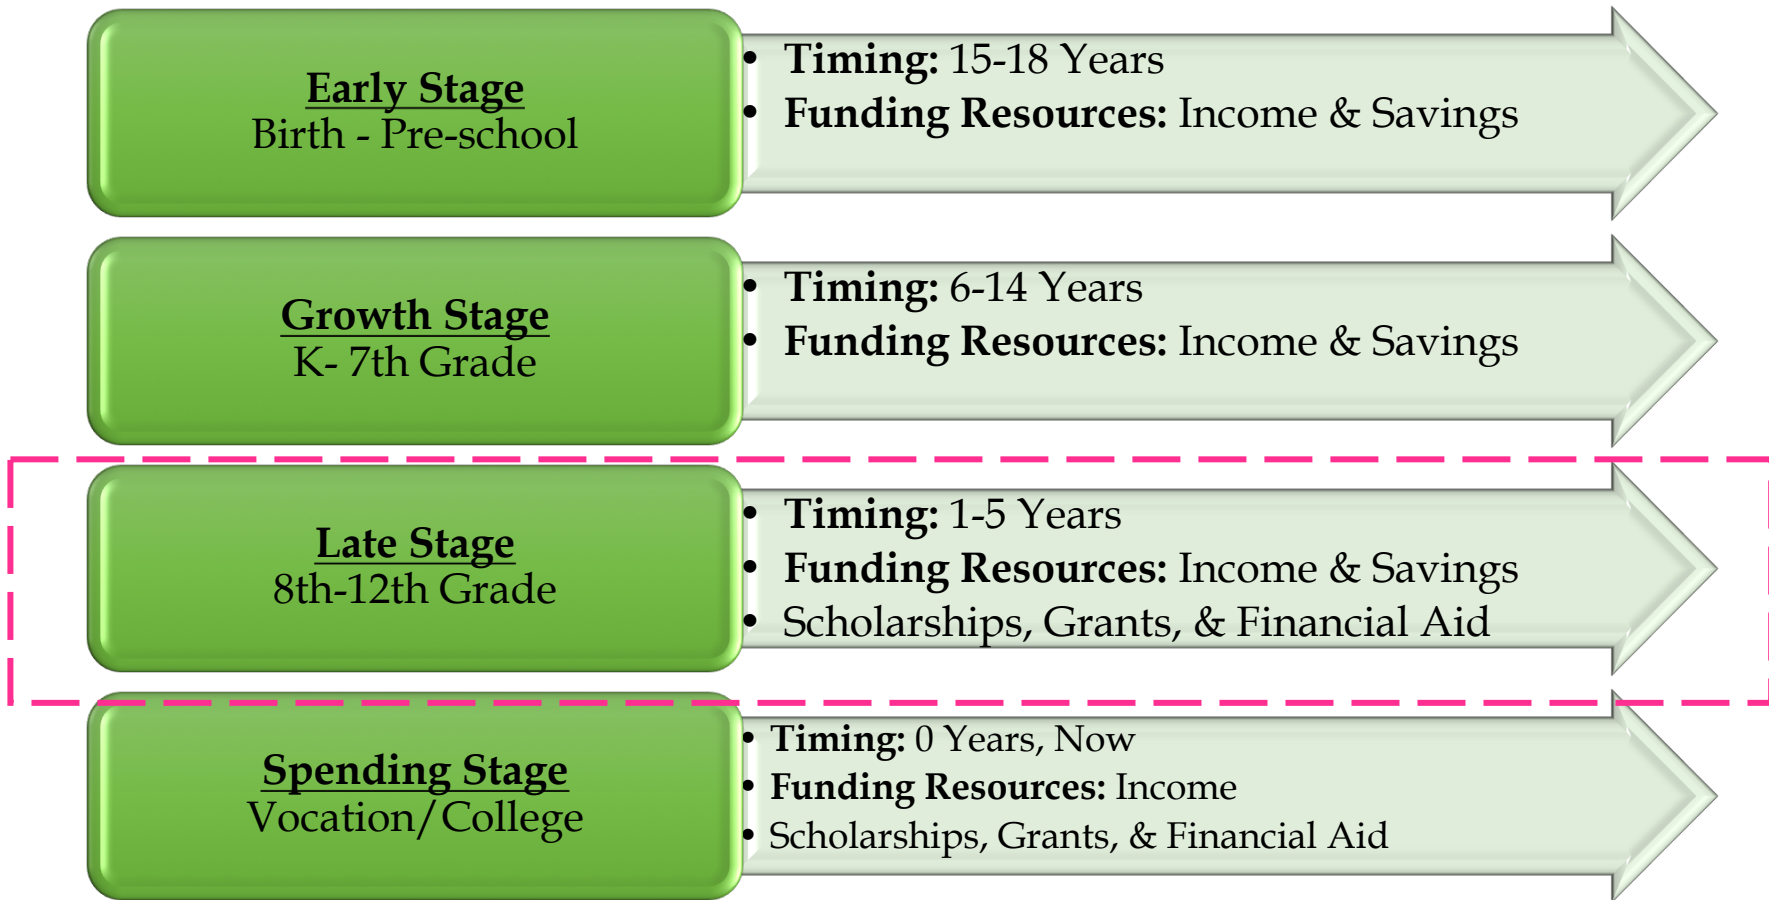 Early Stage
Birth - Pre-school
• Timing: 15-18 Years
• Funding Resources: Income & Savings
Growth Stage
K- 7th Grade
• Timing: 6-14 Years
• Funding Resources: Income & Savings
Late Stage
8th-12th Grade
• Timing: 1-5 Years
• Funding Resources: Income & Savings
• Scholarships, Grants, & Financial Aid
Spending Stage
Vocation/College
• Timing: 0 Years, Now
• Funding Resources: Income
• Scholarships, Grants, & Financial Aid